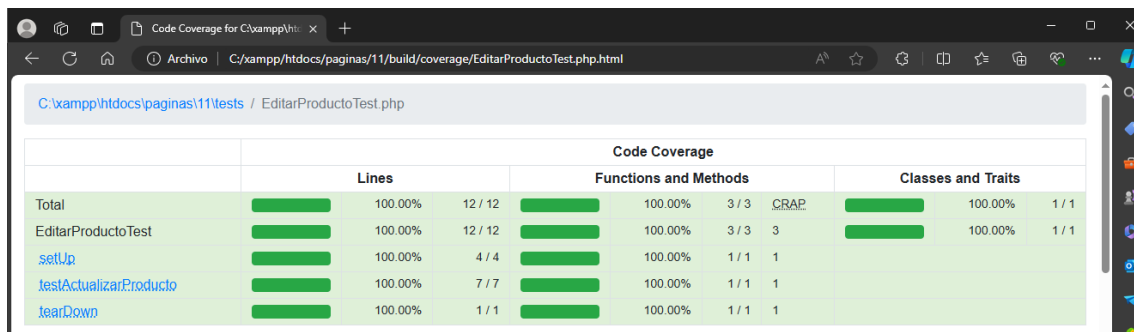 Code Coverage for C:\xampp\htd
Archivo C:/xampp/htdocs/paginas/11/build/coverage/EditarProductoTest.php.html
C:\xampp\htdocs\paginas\11\tests / EditarProductoTest.php
Code Coverage
Lines Functions and Methods Classes and Traits
Total 100.00% 12 / 12 100.00% 3 / 3 CRAP 100.00% 1 / 1
EditarProductoTest 100.00% 12 / 12 100.00% 3 / 3 3 100.00% 1 / 1
setUp 100.00% 4 / 4 100.00% 1 / 1 1
testActualizarProducto 100.00% 7 / 7 100.00% 1 / 1 1
tearDown 100.00% 1 / 1 100.00% 1 / 1 1